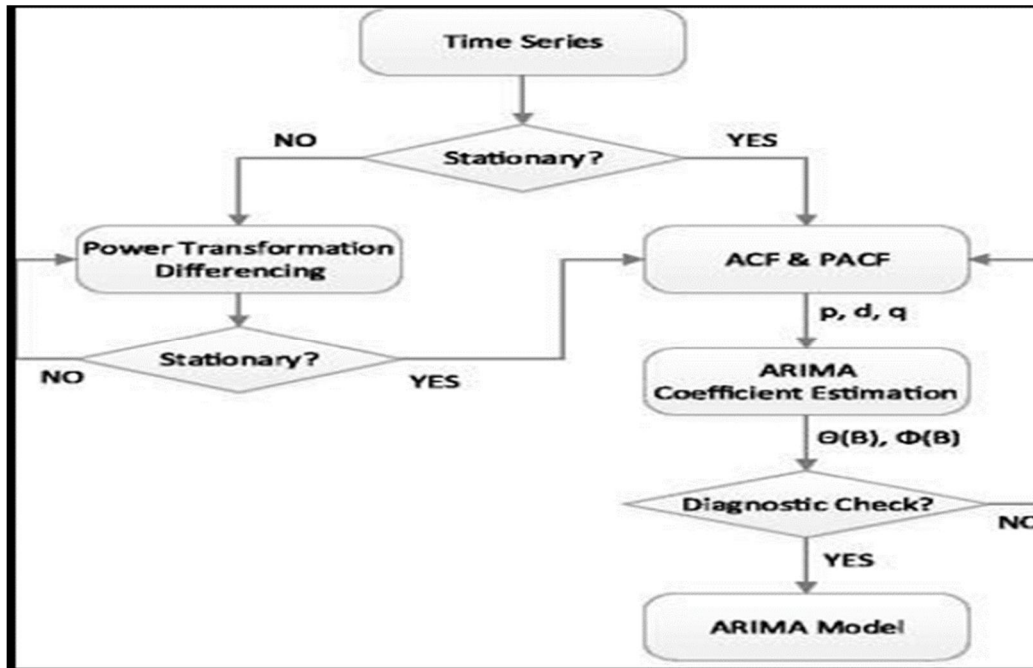 Time Series
NO
YES
Stationary?
Power Transformation
Differencing
ACF & PACF
p, d, q
Stationary?
NO
YES
ARIMA
Coefficient Estimation
Θ(B), Φ(B)
Diagnostic Check?
NO
YES
ARIMA Model